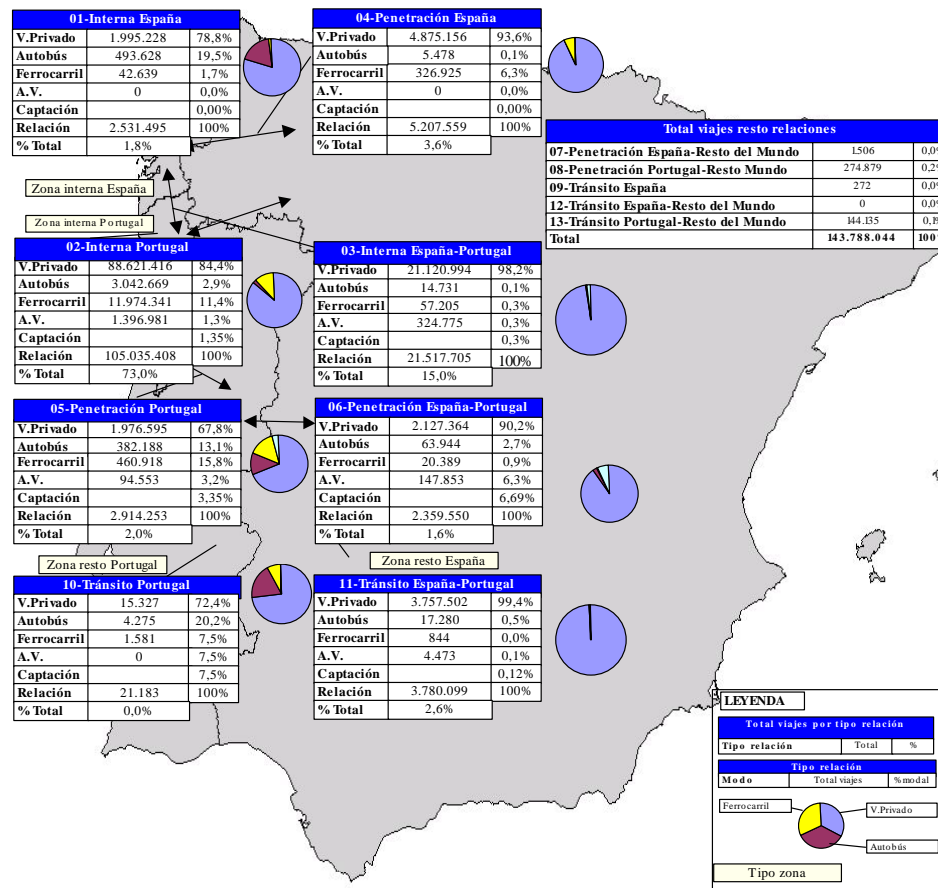 01-Interna España
V.Privado 1.995.228 78,8%
Autobús 493.628 19,5%
Ferrocarril 42.639 1,7%
A.V. 0 0,0%
Captación 0,00%
Relación 2.531.495 100%
% Total 1,8%
04-Penetración España
V.Privado 4.875.156 93,6%
Autobús 5.478 0,1%
Ferrocarril 326.925 6,3%
A.V. 0 0,0%
Captación 0,00%
Relación 5.207.559 100%
% Total 3,6%
Total viajes resto relaciones
07-Penetración España-Resto del Mundo 1.506
08-Penetración Portugal-Resto Mundo 274.879
09-Tránsito España 272
12-Tránsito España-Resto del Mundo 0
13-Tránsito Portugal-Resto del Mundo 144.135
Total 143.788.044
Zona interna España
Zona interna Portugal
02-Interna Portugal
V.Privado 88.621.416 84,4%
Autobús 3.042.669 2,9%
Ferrocarril 11.974.341 11,4%
A.V. 1.396.981 1,3%
Captación 1,35%
Relación 105.035.408 100%
% Total 73,0%
03-Interna España-Portugal
V.Privado 21.120.994 98,2%
Autobús 14.731 0,1%
Ferrocarril 57.205 0,3%
A.V. 324.775 0,3%
Captación 0,3%
Relación 21.517.705 100%
% Total 15,0%
05-Penetración Portugal
V.Privado 1.976.595 67,8%
Autobús 382.188 13,1%
Ferrocarril 460.918 15,8%
A.V. 94.553 3,2%
Captación 3,35%
Relación 2.914.253 100%
% Total 2,0%
06-Penetración España-Portugal
V.Privado 2.127.364 90,2%
Autobús 63.944 2,7%
Ferrocarril 20.389 0,9%
A.V. 147.853 6,3%
Captación 6,69%
Relación 2.359.550 100%
% Total 1,6%
Zona resto Portugal
Zona resto España
10-Tránsito Portugal
V.Privado 15.327 72,4%
Autobús 4.275 20,2%
Ferrocarril 1.581 7,5%
A.V. 0 7,5%
Captación 7,5%
Relación 21.183 100%
% Total 0,0%
11-Tránsito España-Portugal
V.Privado 3.757.502 99,4%
Autobús 17.280 0,5%
Ferrocarril 844 0,0%
A.V. 4.473 0,1%
Captación 0,12%
Relación 3.780.099 100%
% Total 2,6%
LEYENDA
Total viajes por tipo relación
Tipo relación Total %
Tipo relación
Modo Total viajes % modal
Ferrocarril
V.Privado
Autobús
Tipo zona